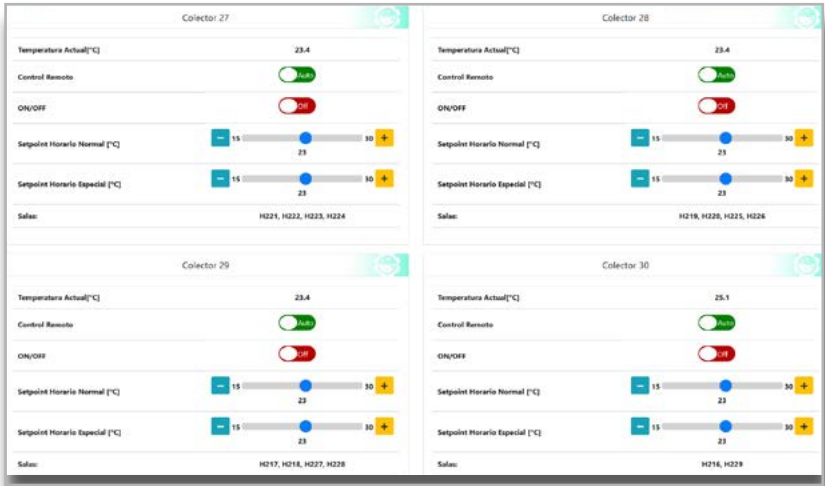 Colector 27
Temperatura Actual[°C] 23.4
Control Remoto Auto
ON/OFF Off
Setpoint Horario Normal [°C] − 15 30 +
23
Setpoint Horario Especial [°C] − 15 30 +
23
Salas: H221, H222, H223, H224
Colector 28
Temperatura Actual[°C] 23.4
Control Remoto Auto
ON/OFF Off
Setpoint Horario Normal [°C] − 15 30 +
23
Setpoint Horario Especial [°C] − 15 30 +
23
Salas: H219, H220, H225, H226
Colector 29
Temperatura Actual[°C] 23.4
Control Remoto Auto
ON/OFF Off
Setpoint Horario Normal [°C] − 15 30 +
23
Setpoint Horario Especial [°C] − 15 30 +
23
Salas: H217, H218, H227, H228
Colector 30
Temperatura Actual[°C] 25.1
Control Remoto Auto
ON/OFF Off
Setpoint Horario Normal [°C] − 15 30 +
23
Setpoint Horario Especial [°C] − 15 30 +
23
Salas: H216, H229